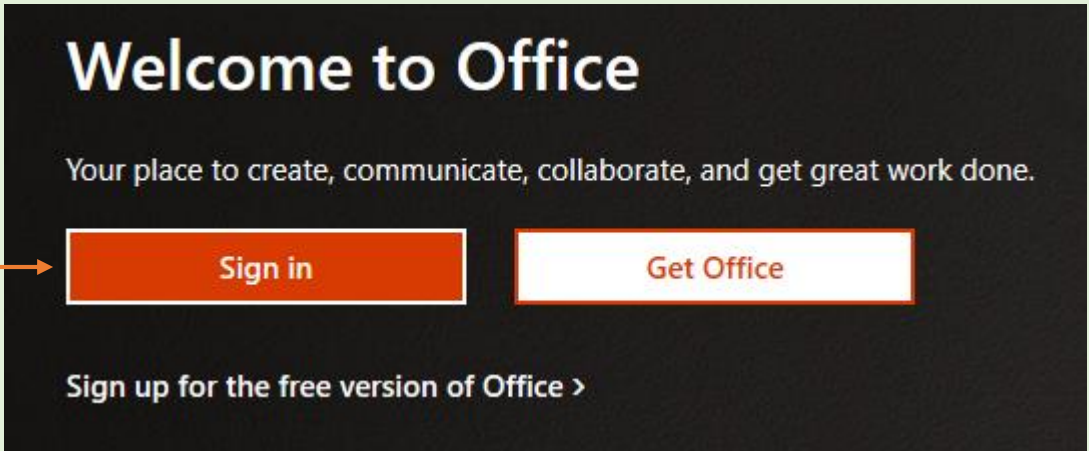 Welcome to Office
Your place to create, communicate, collaborate, and get great work done.
Sign in
Get Office
Sign up for the free version of Office >